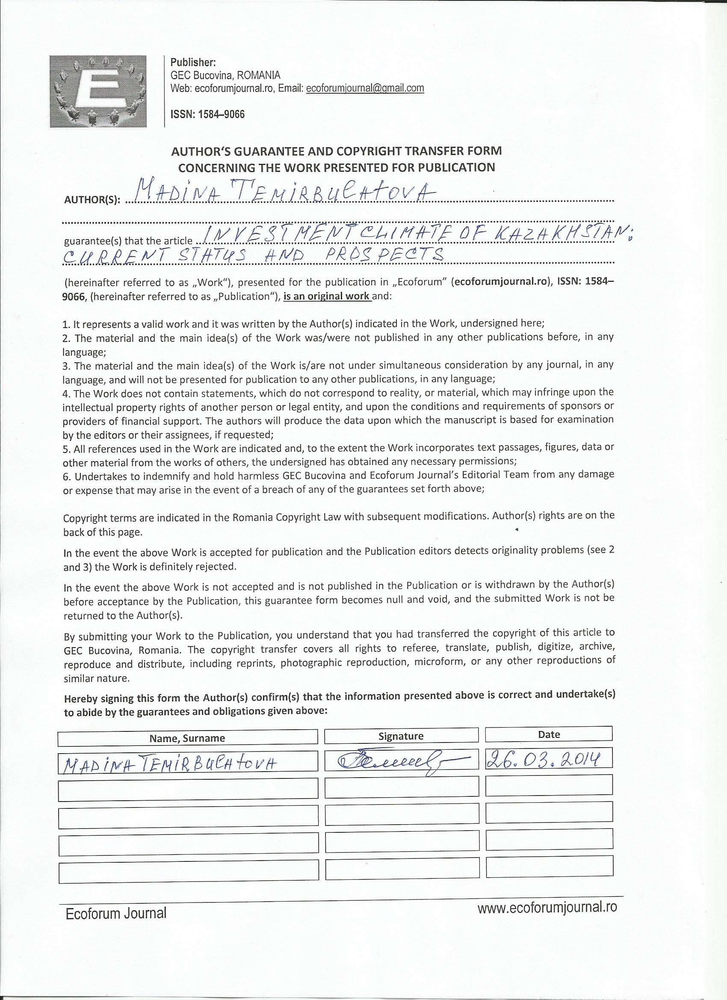 E
Publisher:
GEC Bucovina, ROMANIA
Web: ecoforumjournal.ro, Email: ecoforumjournal@gmail.com
ISSN: 1584–9066
AUTHOR'S GUARANTEE AND COPYRIGHT TRANSFER FORM
CONCERNING THE WORK PRESENTED FOR PUBLICATION
AUTHOR(S): MADINA TEMIRBULATOVA
guarantee(s) that the article INVESTMENT CLIMATE OF KAZAKHSTAN:
CURRENT STATUS AND PROSPECTS
(hereinafter referred to as „Work“), presented for the publication in „Ecoforum” (ecoforumjournal.ro), ISSN: 1584–
9066, (hereinafter referred to as „Publication“), is an original work and:
1. It represents a valid work and it was written by the Author(s) indicated in the Work, undersigned here;
2. The material and the main idea(s) of the Work was/were not published in any other publications before, in any
language;
3. The material and the main idea(s) of the Work is/are not under simultaneous consideration by any journal, in any
language, and will not be presented for publication to any other publications, in any language;
4. The Work does not contain statements, which do not correspond to reality, or material, which may infringe upon the
intellectual property rights of another person or legal entity, and upon the conditions and requirements of sponsors or
providers of financial support. The authors will produce the data upon which the manuscript is based for examination
by the editors or their assignees, if requested;
5. All references used in the Work are indicated and, to the extent the Work incorporates text passages, figures, data or
other material from the works of others, the undersigned has obtained any necessary permissions;
6. Undertakes to indemnify and hold harmless GEC Bucovina and Ecoforum Journal's Editorial Team from any damage
or expense that may arise in the event of a breach of any of the guarantees set forth above;
Copyright terms are indicated in the Romania Copyright Law with subsequent modifications. Author(s) rights are on the
back of this page.
In the event the above Work is accepted for publication and the Publication editors detects originality problems (see 2
and 3) the Work is definitely rejected.
In the event the above Work is not accepted and is not published in the Publication or is withdrawn by the Author(s)
before acceptance by the Publication, this guarantee form becomes null and void, and the submitted Work is not be
returned to the Author(s).
By submitting your Work to the Publication, you understand that you had transferred the copyright of this article to
GEC Bucovina, Romania. The copyright transfer covers all rights to referee, translate, publish, digitize, archive,
reproduce and distribute, including reprints, photographic reproduction, microform, or any other reproductions of
similar nature.
Hereby signing this form the Author(s) confirm(s) that the information presented above is correct and undertake(s)
to abide by the guarantees and obligations given above:
Name, Surname Signature Date
MADINA TEMIRBULATOVA 26.03.2014
Ecoforum Journal www.ecoforumjournal.ro